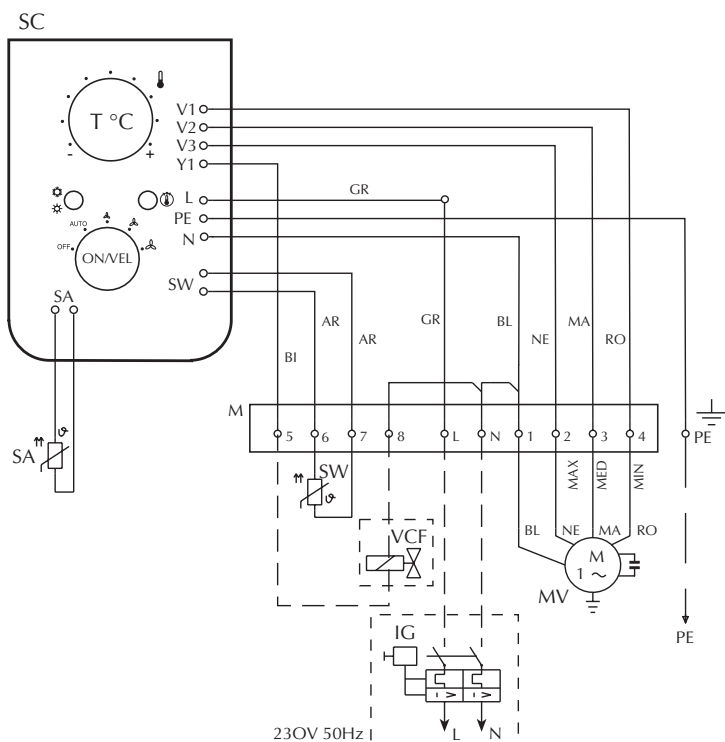 SC
T °C
- +
V1
V2
V3
Y1
L
PE
N
SW
GR
AUTO
OFF
ON/VEL
SA
AR
AR
GR
BL
NE
MA
RO
BI
M
5 6 7 8 L N 1 2 3 4 PE
SA
SW
MAX
MED
MIN
VCF
BL NE MA RO
M
1 ~
MV
PE
IG
I> I>
23OV 50Hz L N